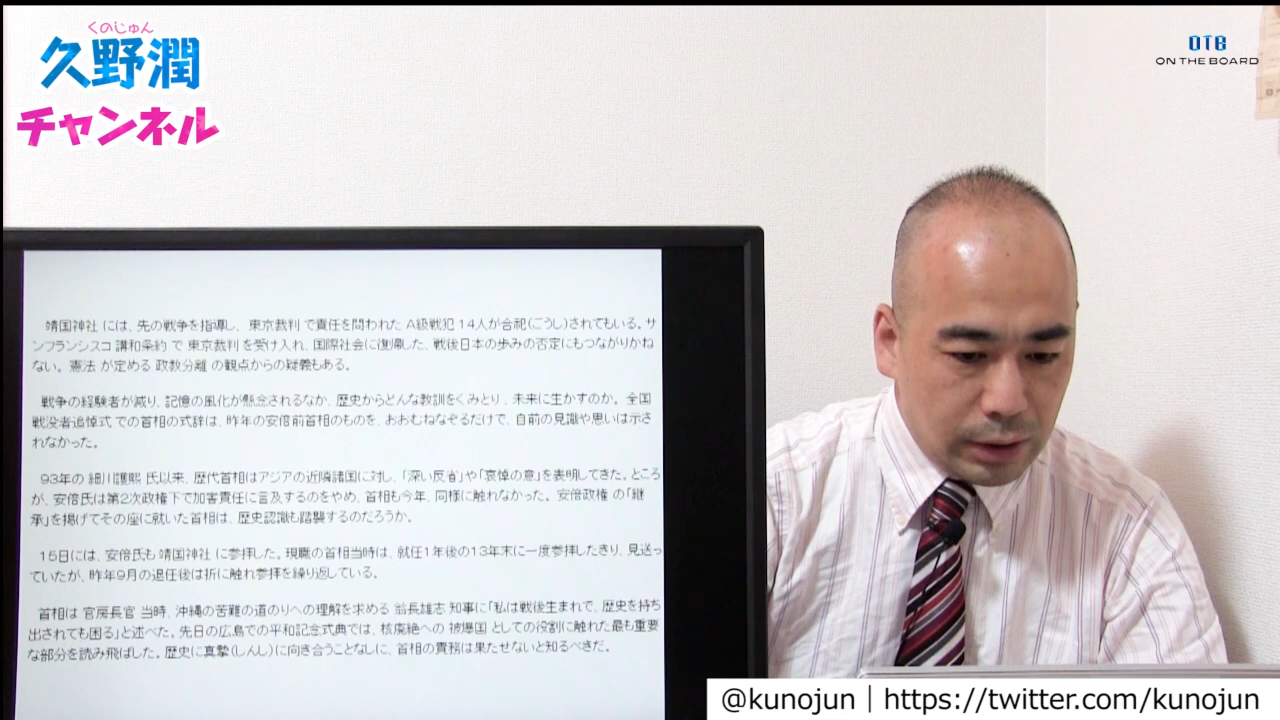 くのじゅん
久野潤
チャンネル
OTB
ON THE BOARD
靖国神社 には、先の戦争を指導し、 東京裁判 で責任を問われた A級戦犯 14人が合祀(ごうし)されてもいる。サ
ンフランシスコ 講和条約 で 東京裁判 を受け入れ、国際社会に復帰した、戦後日本の歩みの否定にもつながりかね
ない。 憲法 が定める 政教分離 の観点からの疑義もある。
戦争の経験者が減り、記憶の風化が懸念されるなか、歴史からどんな教訓をくみとり、未来に生かすのか。 全国
戦没者追悼式 での首相の式辞は、昨年の安倍前首相のものを、おおむねなぞるだけで、自前の見識や思いは示さ
れなかった。
93年の 細川護熙 氏以来、歴代首相はアジアの近隣諸国に対し、「深い反省」や「哀悼の意」を表明してきた。ところ
が、安倍氏は第2次政権下で加害責任に言及するのをやめ、首相も今年、同様に触れなかった。 安倍政権 の「継
承」を掲げてその座に就いた首相は、歴史認識も踏襲するのだろうか。
15日には、安倍氏も 靖国神社 に参拝した。現職の首相当時は、就任1年後の13年末に一度参拝したきり、見送っ
ていたが、昨年9月の退任後は折に触れ参拝を繰り返している。
首相は 官房長官 当時、沖縄の苦難の道のりへの理解を求める 翁長雄志 知事に「私は戦後生まれで、歴史を持ち
出されても困る」と述べた。先日の広島での平和記念式典では、核廃絶への 被爆国 としての役割に触れた最も重要
な部分を読み飛ばした。歴史に真摯(しんし)に向き合うことなしに、首相の責務は果たせないと知るべきだ。
@kunojun｜https://twitter.com/kunojun